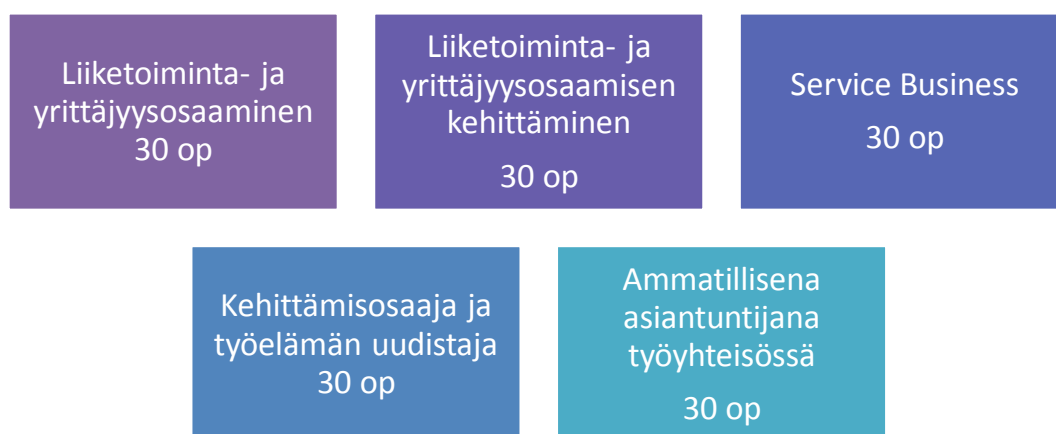 Liiketoiminta- ja
yrittäjyysosaaminen
30 op
Liiketoiminta- ja
yrittäjyysosaamisen
kehittäminen
30 op
Service Business
30 op
Kehittämisosaaja ja
työelämän uudistaja
30 op
Ammatillisena
asiantuntijana
työyhteisössä
30 op